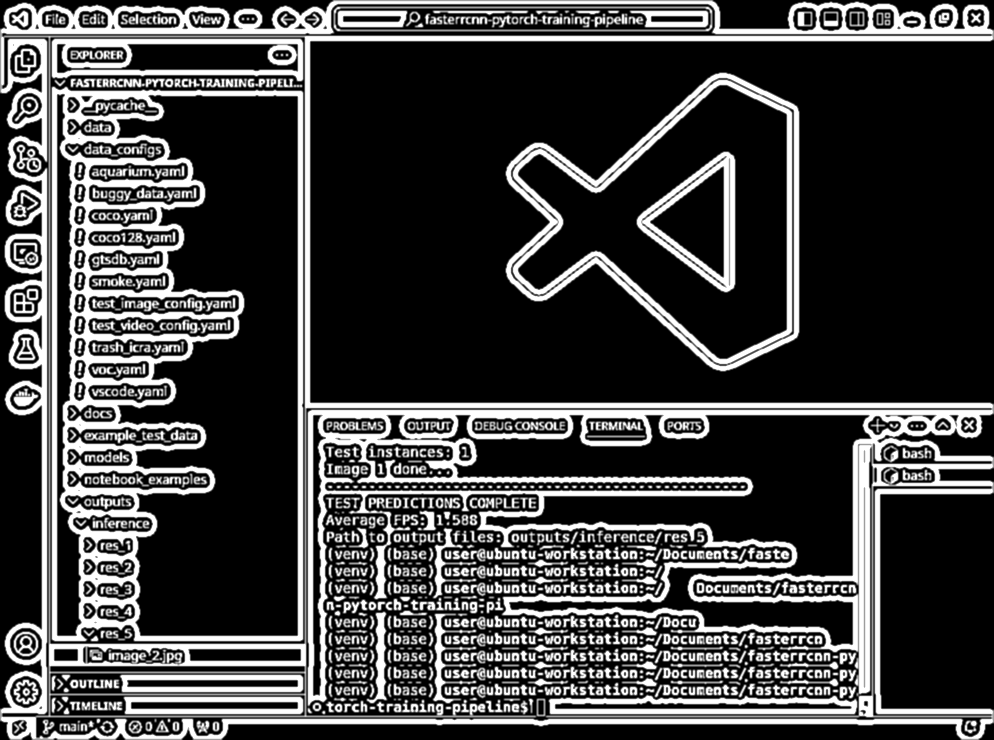 File Edit Selection View fasterrcnn-pytorch-training-pipeline
EXPLORER
FASTERRCNN-PYTORCH-TRAINING-PIPELI...
__pycache__
data
data_configs
! aquarium.yaml
! buggy_data.yaml
! coco.yaml
! coco128.yaml
! gtsdb.yaml
! smoke.yaml
! test_image_config.yaml
! test_video_config.yaml
! trash_icra.yaml
! voc.yaml
! vscode.yaml
docs
example_test_data
models
notebook_examples
outputs
inference
res_1
res_2
res_3
res_4
res_5
image_2.jpg
OUTLINE
TIMELINE
PROBLEMS OUTPUT DEBUG CONSOLE TERMINAL PORTS
Test instances: 1
Image 1 done...
--------------------------------------------------
TEST PREDICTIONS COMPLETE
Average FPS: 1.588
Path to output files: outputs/inference/res_5
(venv) (base) user@ubuntu-workstation:~/Documents/faste
(venv) (base) user@ubuntu-workstation:~/
(venv) (base) user@ubuntu-workstation:~/ Documents/fasterrcn
n-pytorch-training-pi
(venv) (base) user@ubuntu-workstation:~/Docu
(venv) (base) user@ubuntu-workstation:~/Documents/fasterrcn
(venv) (base) user@ubuntu-workstation:~/Documents/fasterrcnn-py
(venv) (base) user@ubuntu-workstation:~/Documents/fasterrcnn-py
(venv) (base) user@ubuntu-workstation:~/Documents/fasterrcnn-py
torch-training-pipeline$
bash
bash
main* 0 0 0